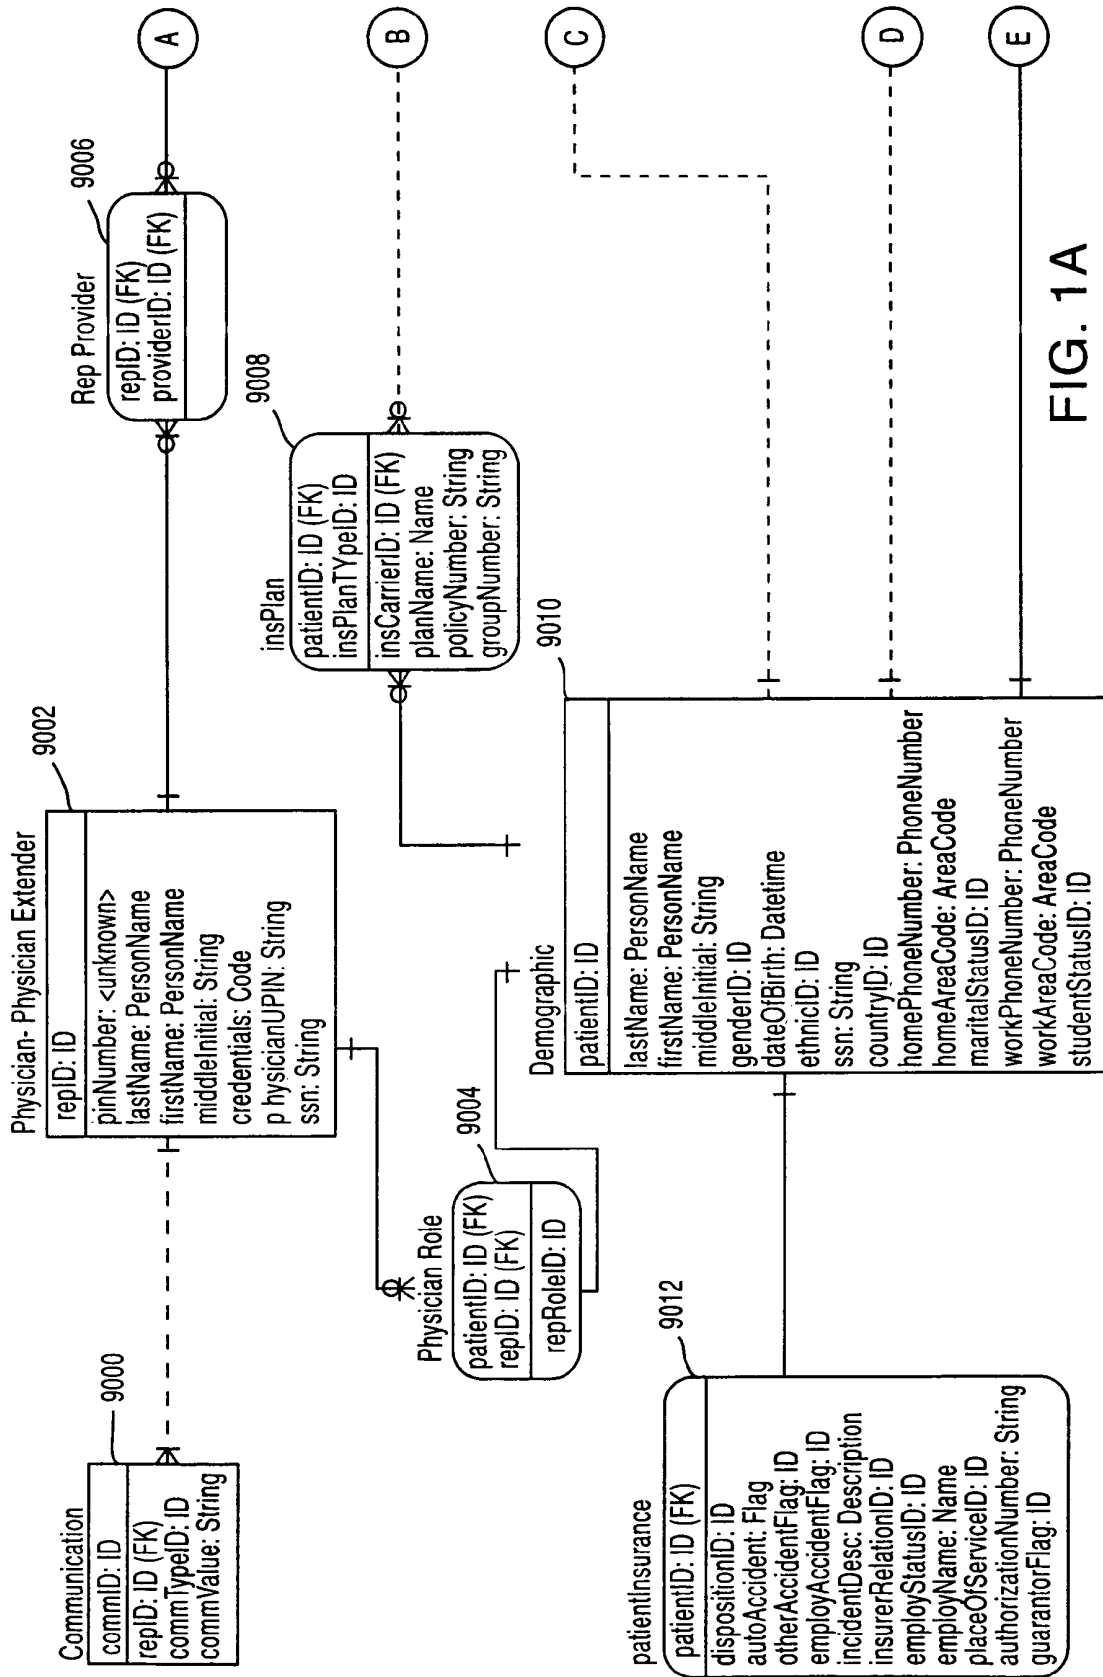 Communication
9000
commID: ID
repID: ID (FK)
commTypeID: ID
commValue: String
Physician- Physician Extender
9002
repID: ID
pinNumber: <unknown>
lastName: PersonName
firstName: PersonName
middleInitial: String
credentials: Code
p hysicianUPIN: String
ssn: String
Rep Provider
9006
repID: ID (FK)
providerID: ID (FK)
A
Physician Role
9004
patientID: ID (FK)
repID: ID (FK)
repRoleID: ID
insPlan
9008
patientID: ID (FK)
insPlanTYpeID: ID
insCarrierID: ID (FK)
planName: Name
policyNumber: String
groupNumber: String
B
patientInsurance
9012
patientID: ID (FK)
dispositionID: ID
autoAccident: Flag
otherAccidentFlag: ID
employAccidentFlag: ID
incidentDesc: Description
insurerRelationID: ID
employStatusID: ID
employName: Name
placeOfServiceID: ID
authorizationNumber: String
guarantorFlag: ID
Demographic
9010
patientID: ID
lastName: PersonName
firstName: PersonName
middleInitial: String
genderID: ID
dateOfBirth: Datetime
ethnicID: ID
ssn: String
countryID: ID
homePhoneNumber: PhoneNumber
homeAreaCode: AreaCode
maritalStatusID: ID
workPhoneNumber: PhoneNumber
workAreaCode: AreaCode
studentStatusID: ID
C
D
E
FIG. 1A